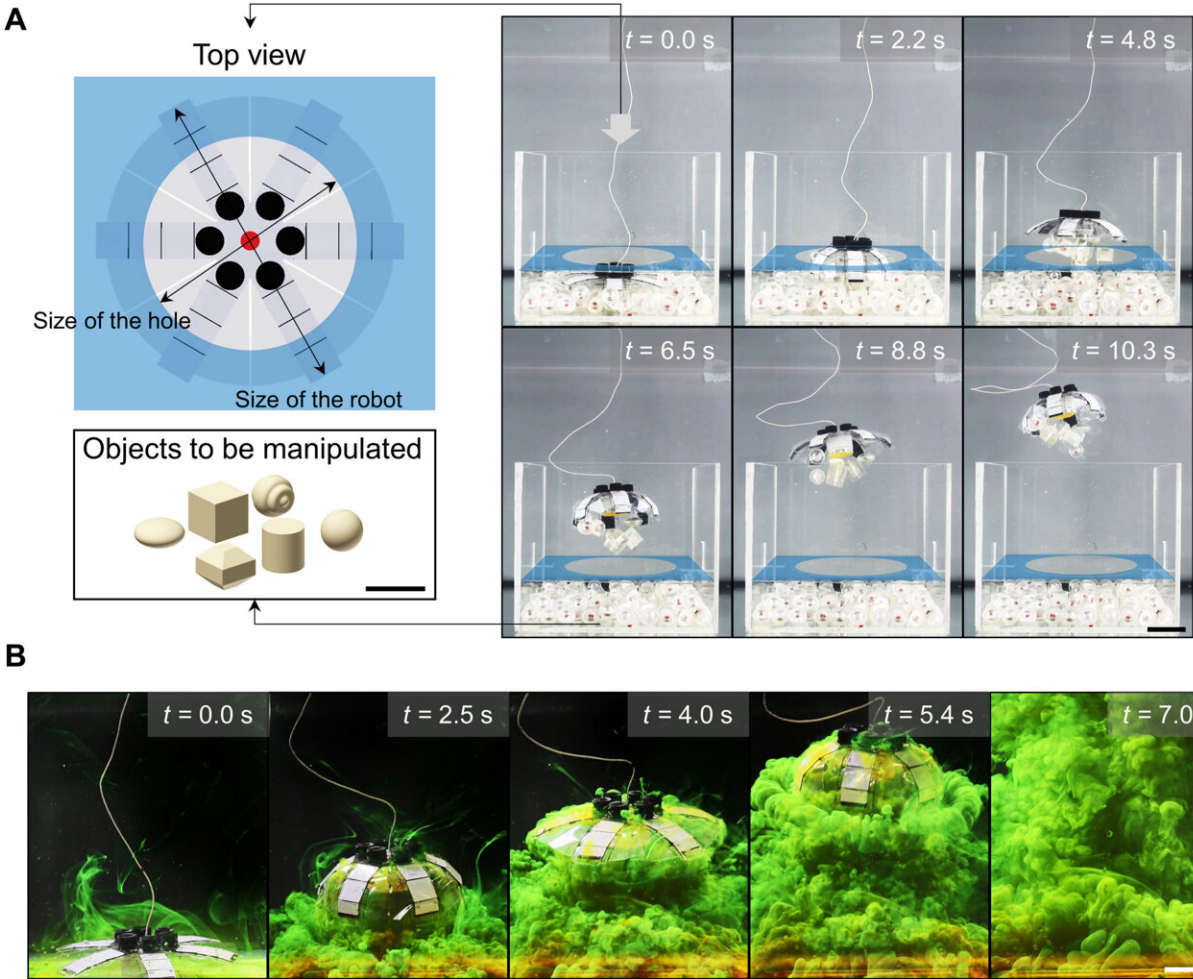 A
Top view
Size of the hole
Size of the robot
Objects to be manipulated
t = 0.0 s
t = 2.2 s
t = 4.8 s
t = 6.5 s
t = 8.8 s
t = 10.3 s
B
t = 0.0 s
t = 2.5 s
t = 4.0 s
t = 5.4 s
t = 7.0